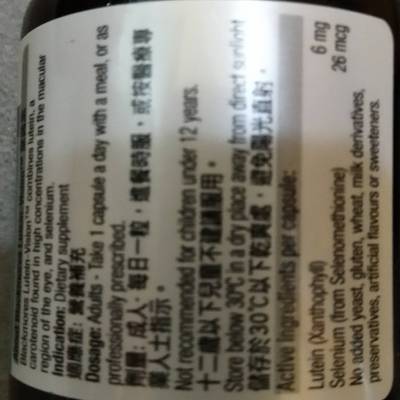 Blackmores Lutein-Vision™ combines lutein, a
carotenoid found in high concentrations in the macular
region of the eye, and selenium.
Indication: Dietary supplement
適應症: 營養補充
Dosage: Adults - Take 1 capsule a day with a meal, or as
professionally prescribed.
劑量: 成人- 每日一粒，進餐時服，或按醫療專
業人士指示。
Not recommended for children under 12 years.
十二歲以下兒童不建議服用。
Store below 30°C in a dry place away from direct sunlight
儲存於30°C以下乾爽處，避免陽光直射。
Active ingredients per capsule:
Lutein (Xanthophyll) 6 mg
Selenium (from Selenomethionine) 26 mcg
No added yeast, gluten, wheat, milk derivatives,
preservatives, artificial flavours or sweeteners.